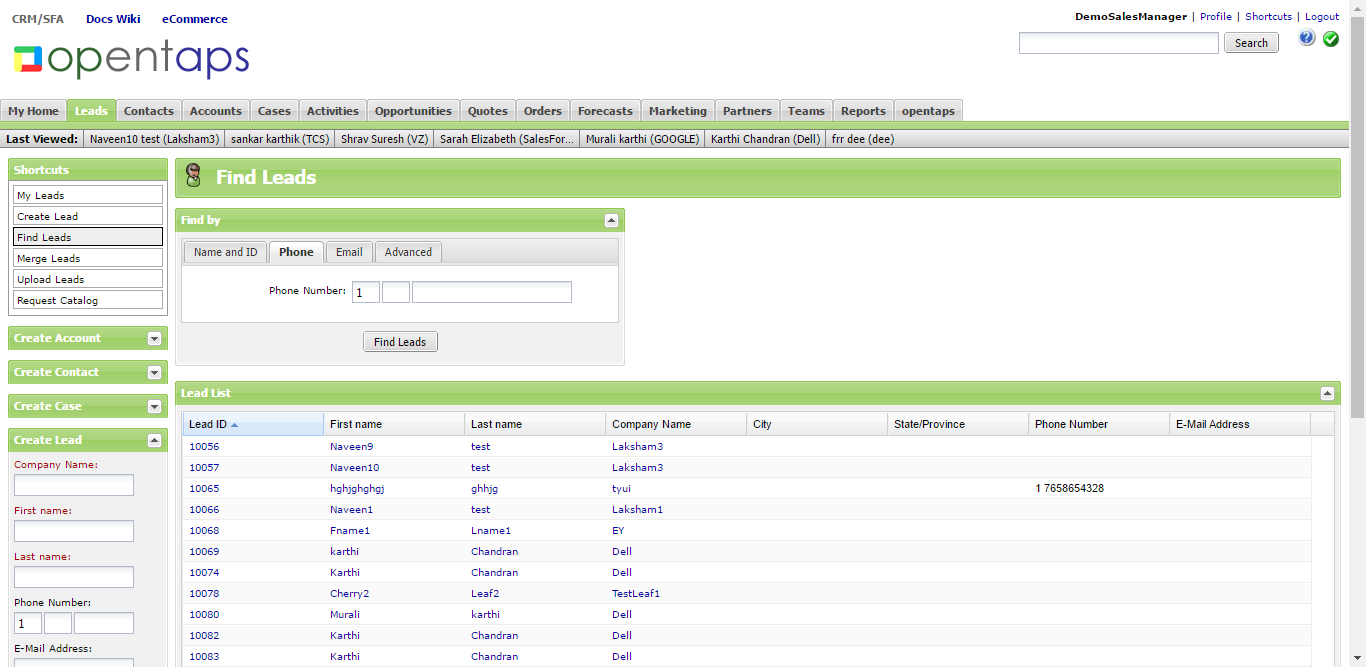 CRM/SFA Docs Wiki eCommerce
DemoSalesManager | Profile | Shortcuts | Logout
opentaps
Search
My Home Leads Contacts Accounts Cases Activities Opportunities Quotes Orders Forecasts Marketing Partners Teams Reports opentaps
Last Viewed: Naveen10 test (Laksham3) sankar karthik (TCS) Shrav Suresh (VZ) Sarah Elizabeth (SalesFor... Murali karthi (GOOGLE) Karthi Chandran (Dell) frr dee (dee)
Shortcuts
My Leads
Create Lead
Find Leads
Merge Leads
Upload Leads
Request Catalog
Create Account
Create Contact
Create Case
Create Lead
Company Name:
First name:
Last name:
Phone Number:
1
E-Mail Address:
Find Leads
Find by
Name and ID Phone Email Advanced
Phone Number: 1
Find Leads
Lead List
Lead ID First name Last name Company Name City State/Province Phone Number E-Mail Address
10056 Naveen9 test Laksham3
10057 Naveen10 test Laksham3
10065 hghjghghgj ghhjg tyui 1 7658654328
10066 Naveen1 test Laksham1
10068 Fname1 Lname1 EY
10069 karthi Chandran Dell
10074 Karthi Chandran Dell
10078 Cherry2 Leaf2 TestLeaf1
10080 Murali karthi Dell
10082 Karthi Chandran Dell
10083 Karthi Chandran Dell